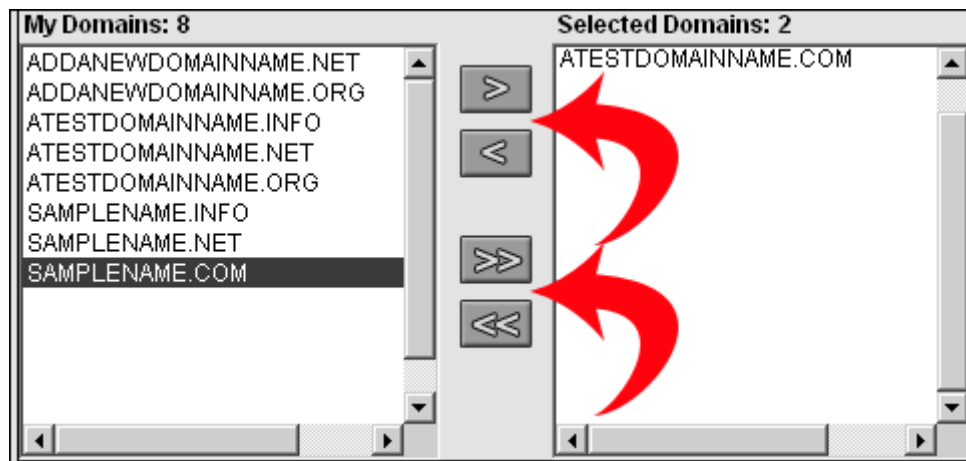 My Domains: 8
ADDANEWDOMAINNAME.NET
ADDANEWDOMAINNAME.ORG
ATESTDOMAINNAME.INFO
ATESTDOMAINNAME.NET
ATESTDOMAINNAME.ORG
SAMPLENAME.INFO
SAMPLENAME.NET
SAMPLENAME.COM
>
<
>>
<<
Selected Domains: 2
ATESTDOMAINNAME.COM